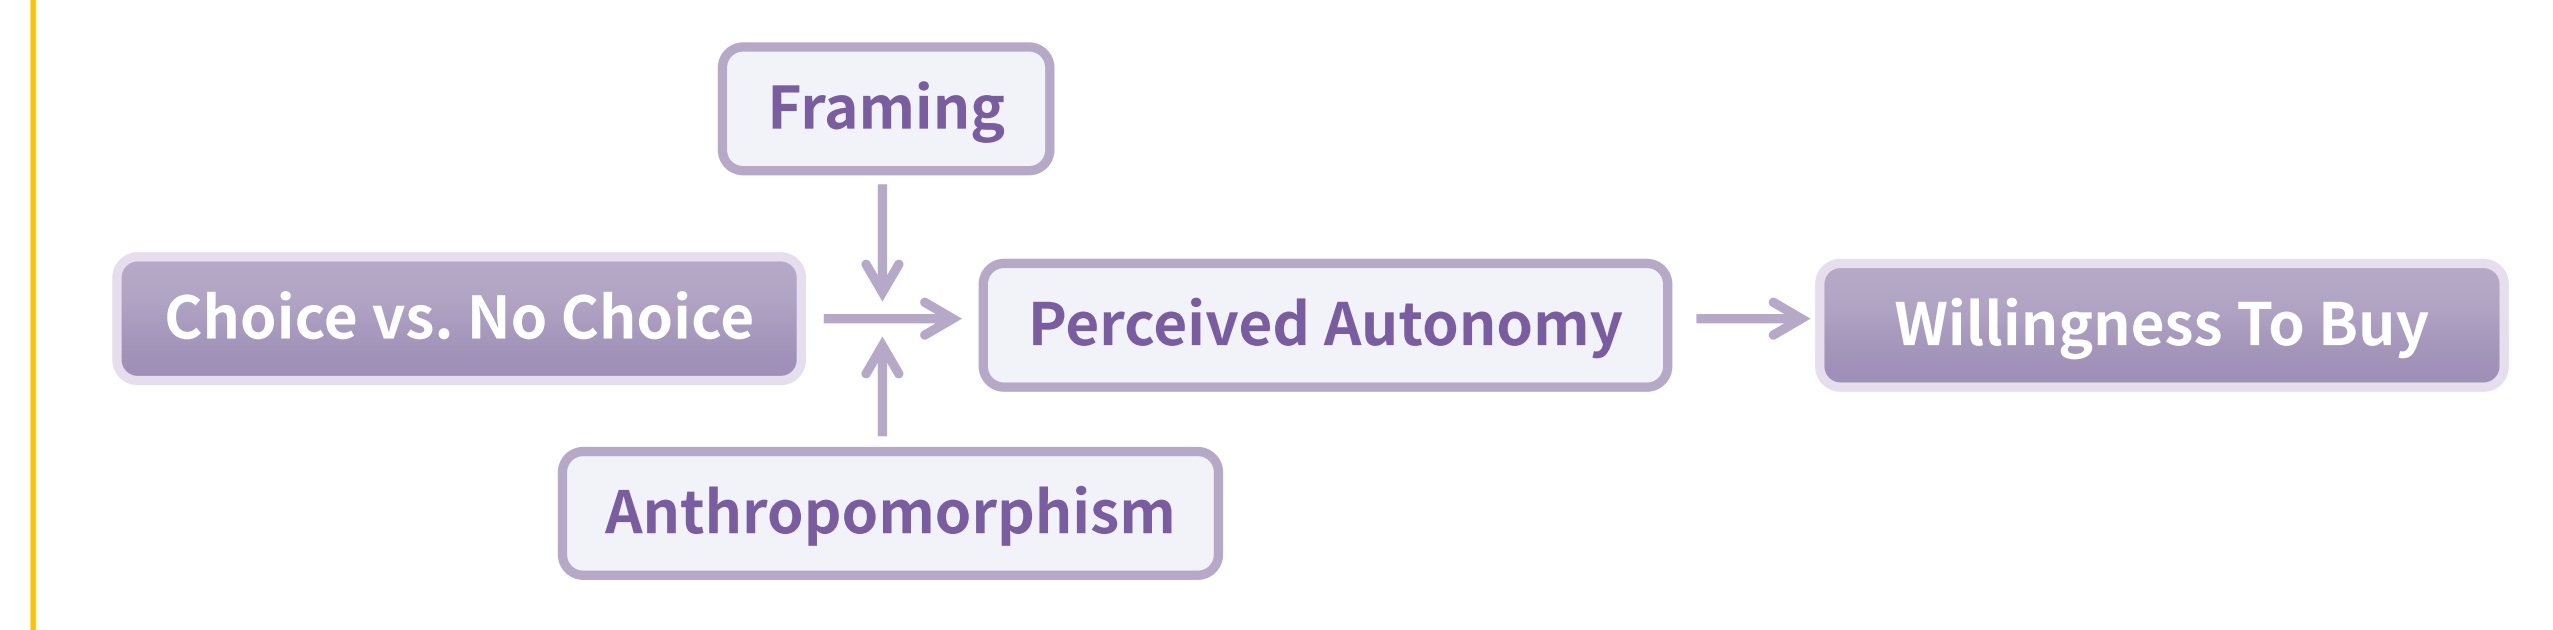 Framing
Choice vs. No Choice
Perceived Autonomy
Willingness To Buy
Anthropomorphism